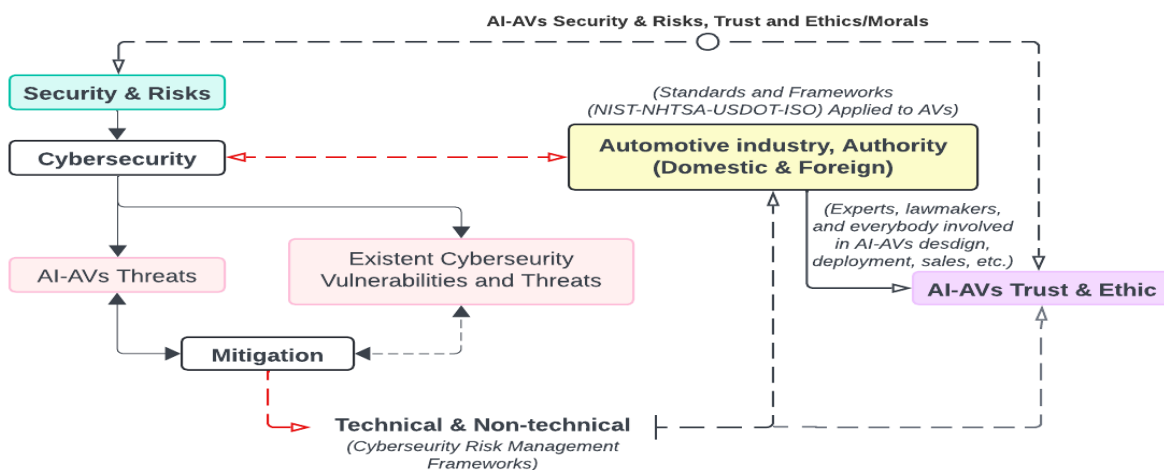 AI-AVs Security & Risks, Trust and Ethics/Morals
Security & Risks
(Standards and Frameworks
(NIST-NHTSA-USDOT-ISO) Applied to AVs)
Cybersecurity
Automotive industry, Authority
(Domestic & Foreign)
(Experts, lawmakers,
and everybody involved
in AI-AVs desdign,
deployment, sales, etc.)
AI-AVs Threats
Existent Cyberseurity
Vulnerabilities and Threats
AI-AVs Trust & Ethic
Mitigation
Technical & Non-technical
(Cyberseurity Risk Management
Frameworks)